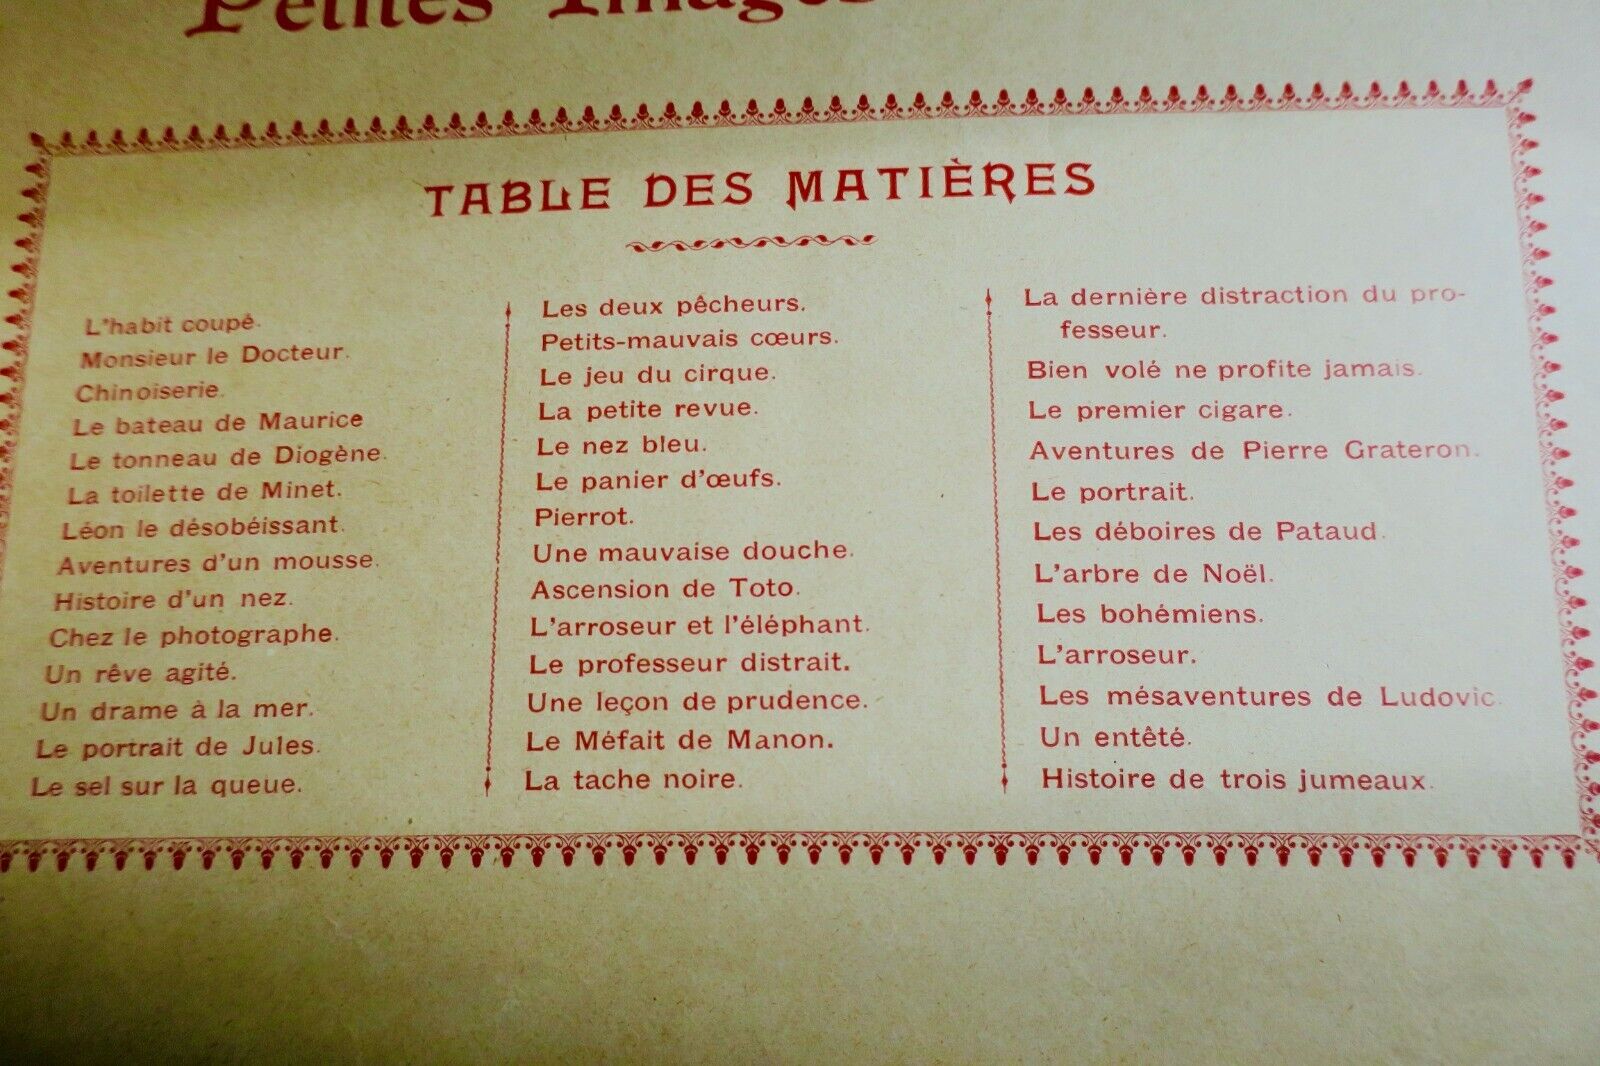 Petites Images
TABLE DES MATIÈRES
L'habit coupé.
Monsieur le Docteur.
Chinoiserie.
Le bateau de Maurice
Le tonneau de Diogène.
La toilette de Minet.
Léon le désobéissant.
Aventures d'un mousse.
Histoire d'un nez.
Chez le photographe.
Un rêve agité.
Un drame à la mer.
Le portrait de Jules.
Le sel sur la queue.
Les deux pêcheurs.
Petits-mauvais cœurs.
Le jeu du cirque.
La petite revue.
Le nez bleu.
Le panier d'œufs.
Pierrot.
Une mauvaise douche.
Ascension de Toto.
L'arroseur et l'éléphant.
Le professeur distrait.
Une leçon de prudence.
Le Méfait de Manon.
La tache noire.
La dernière distraction du pro-
fesseur.
Bien volé ne profite jamais.
Le premier cigare.
Aventures de Pierre Grateron.
Le portrait.
Les déboires de Pataud.
L'arbre de Noël.
Les bohémiens.
L'arroseur.
Les mésaventures de Ludovic.
Un entêté.
Histoire de trois jumeaux.